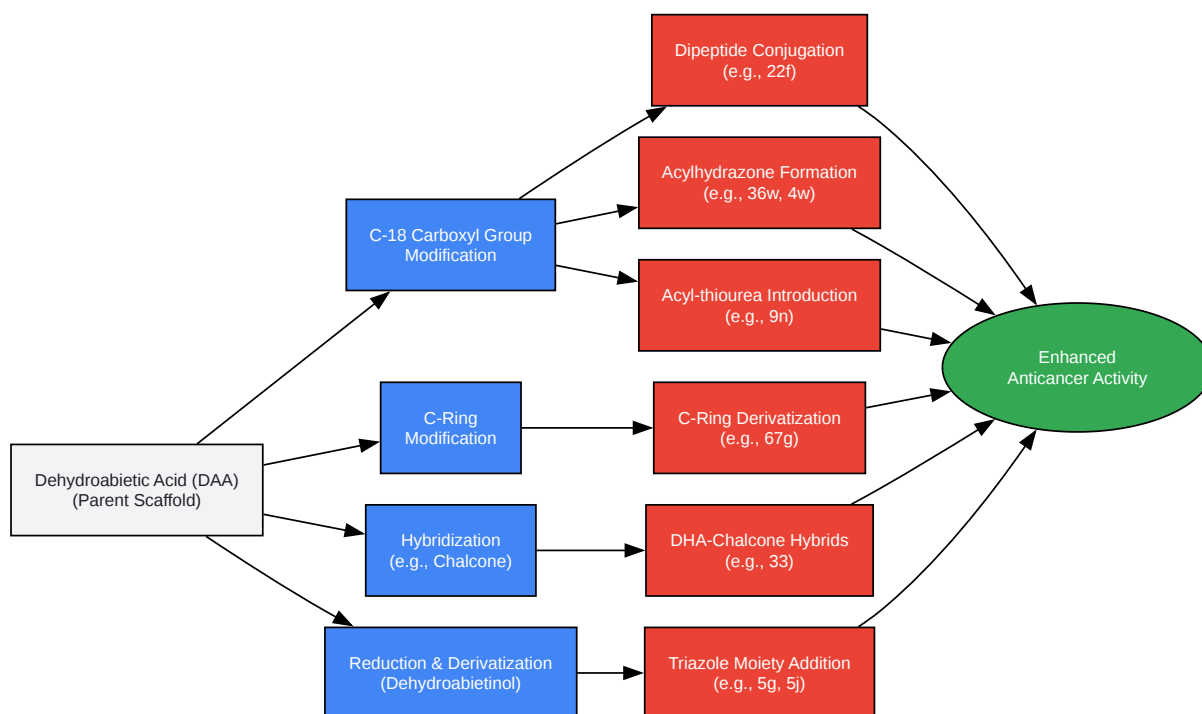 Dipeptide Conjugation
(e.g., 22f)
Acylhydrazone Formation
(e.g., 36w, 4w)
C-18 Carboxyl Group
Modification
Acyl-thiourea Introduction
(e.g., 9n)
Enhanced
Anticancer Activity
C-Ring
Modification
C-Ring Derivatization
(e.g., 67g)
Dehydroabietic Acid (DAA)
(Parent Scaffold)
Hybridization
(e.g., Chalcone)
DHA-Chalcone Hybrids
(e.g., 33)
Reduction & Derivatization
(Dehydroabietinol)
Triazole Moiety Addition
(e.g., 5g, 5j)